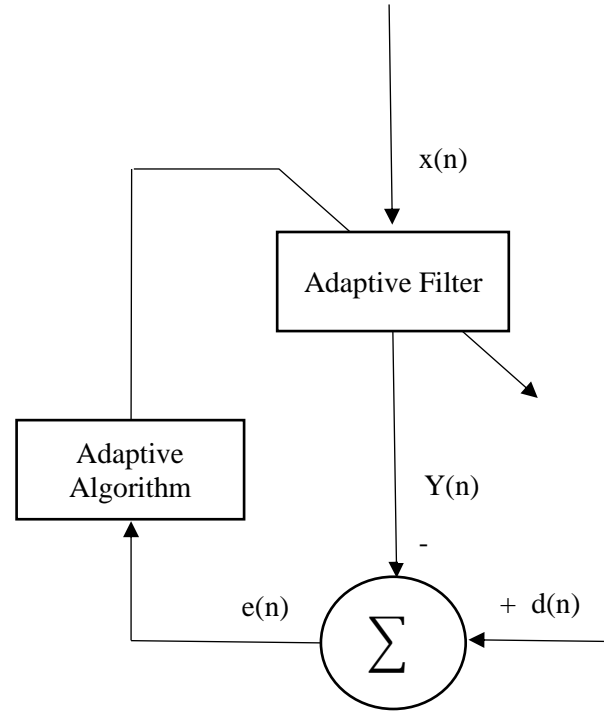 x(n)
Adaptive Filter
Adaptive
Algorithm
Y(n)
-
e(n)
+ d(n)
∑